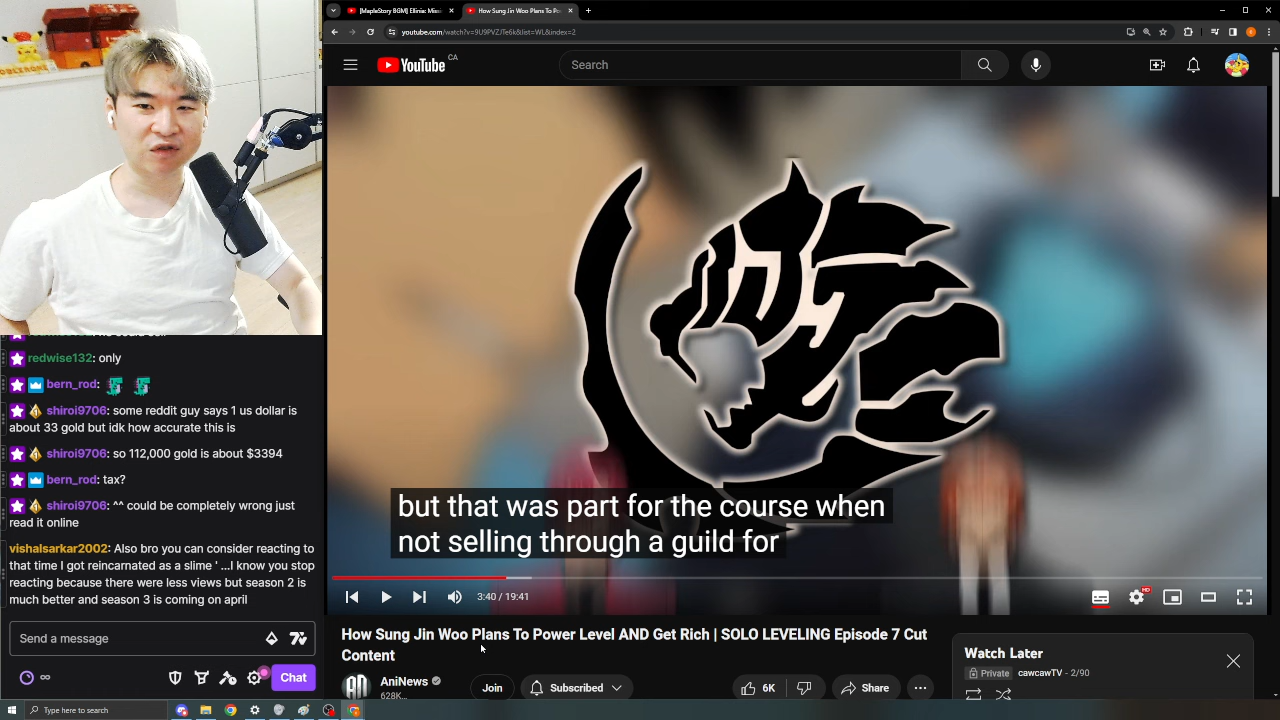 [MapleStory BGM] Ellinia: Missi
How Sung Jin Woo Plans To Po
youtube.com/watch?v=9U9PVZJTe6k&list=WL&index=2
YouTube CA
Search
but that was part for the course when
not selling through a guild for
3:40 / 19:41
HD
How Sung Jin Woo Plans To Power Level AND Get Rich | SOLO LEVELING Episode 7 Cut
Content
AniNews
628K
Join
Subscribed
6K
Share
Watch Later
Private cawcawTV - 2/90
redwise132: only
bern_rod:
shiroi9706: some reddit guy says 1 us dollar is
about 33 gold but idk how accurate this is
shiroi9706: so 112,000 gold is about $3394
bern_rod: tax?
shiroi9706: ^^ could be completely wrong just
read it online
vishalsarkar2002: Also bro you can consider reacting to
that time I got reincarnated as a slime ' ...I know you stop
reacting because there were less views but season 2 is
much better and season 3 is coming on april
Send a message
Chat
Type here to search